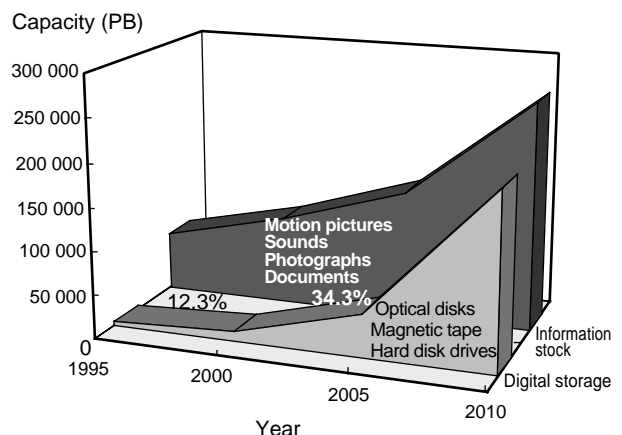 Capacity (PB)
300 000
250 000
200 000
150 000
100 000
50 000
0
Motion pictures
Sounds
Photographs
Documents
12.3%
34.3%
Optical disks
Magnetic tape
Hard disk drives
Information
stock
Digital storage
1995
2000
2005
2010
Year